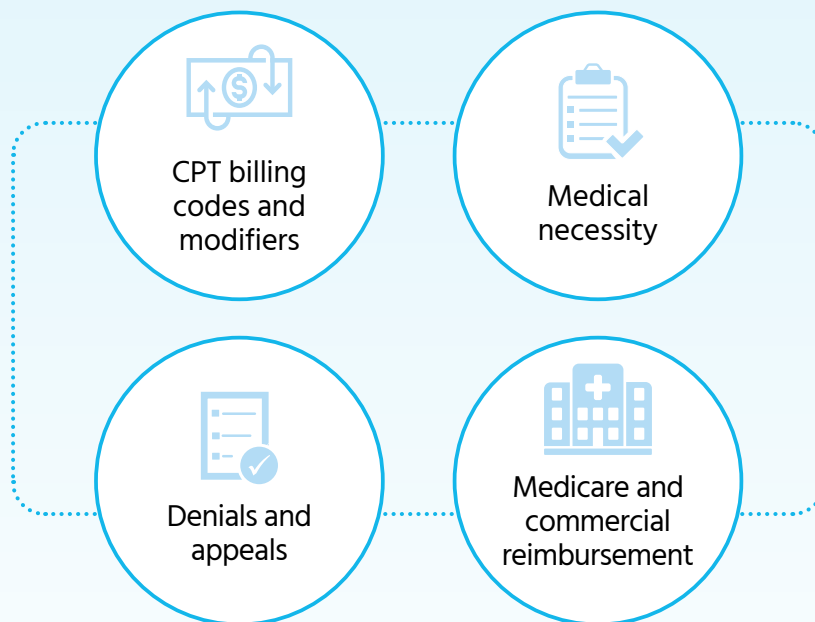 CPT billing
codes and
modifiers
Medical
necessity
Denials and
appeals
Medicare and
commercial
reimbursement